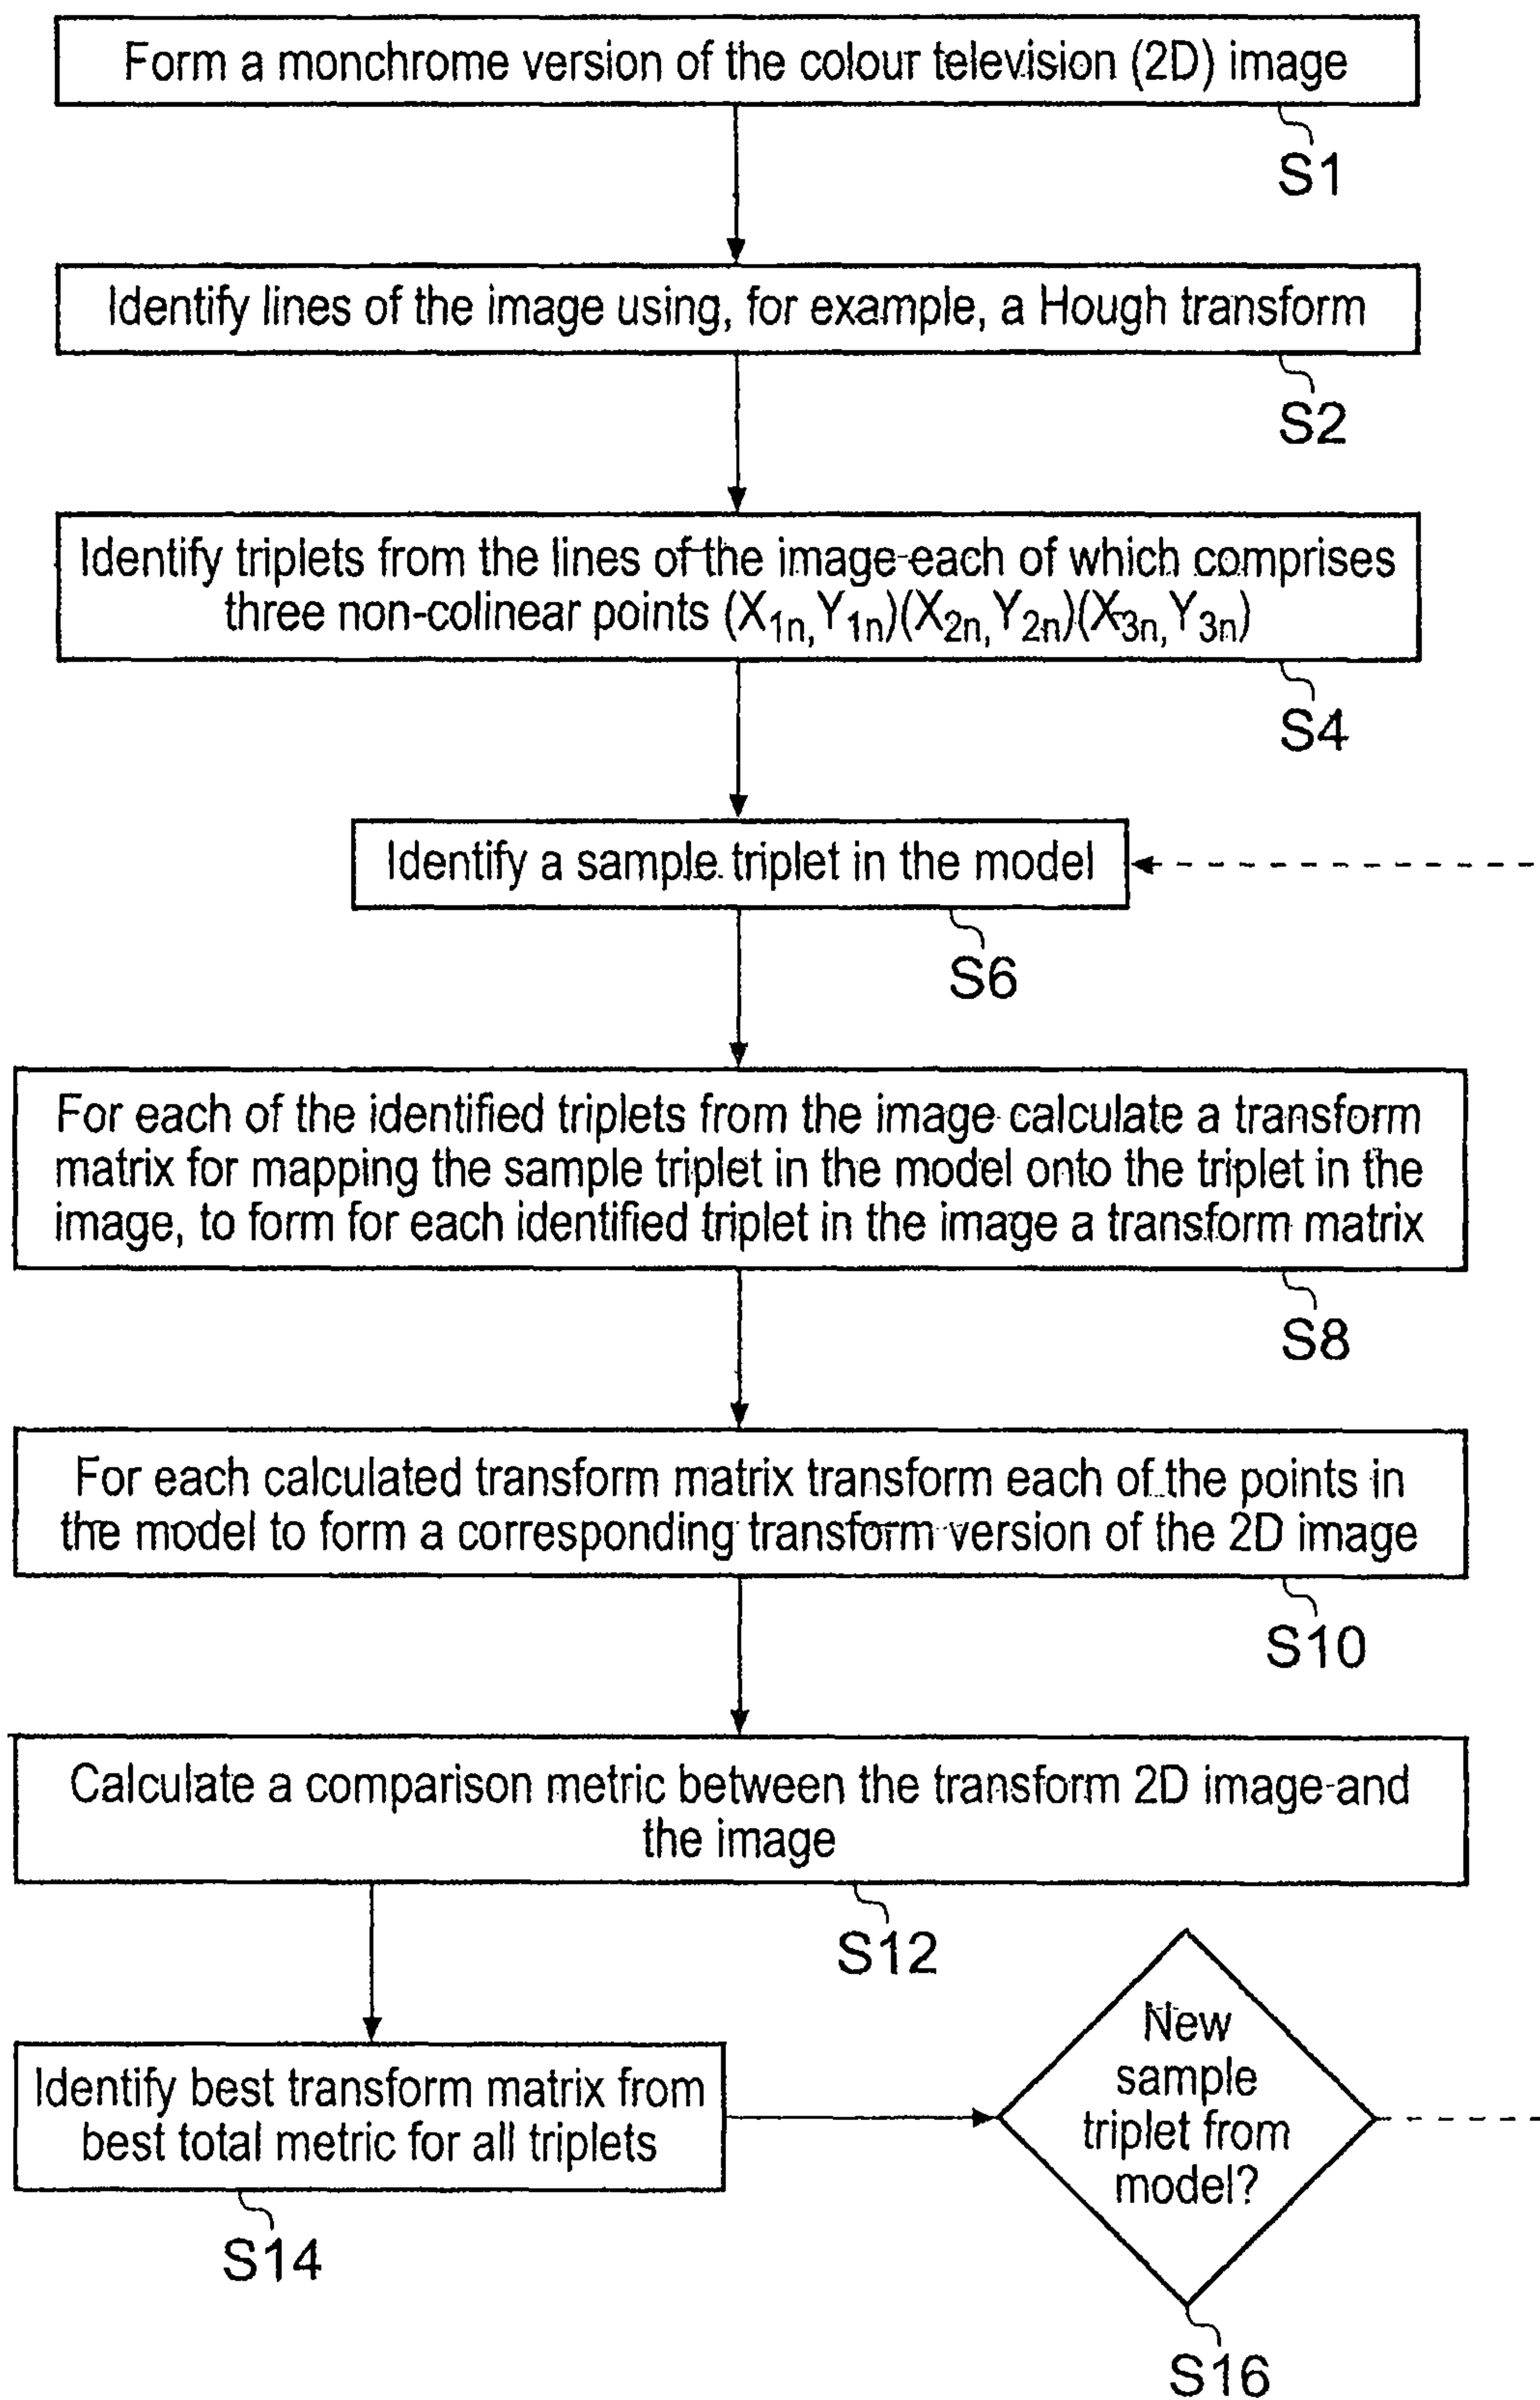 Form a monchrome version of the colour television (2D) image
S1
Identify lines of the image using, for example, a Hough transform
S2
Identify triplets from the lines of the image each of which comprises
three non-colinear points (X1n,Y1n)(X2n,Y2n)(X3n,Y3n)
S4
Identify a sample triplet in the model
S6
For each of the identified triplets from the image calculate a transform
matrix for mapping the sample triplet in the model onto the triplet in the
image, to form for each identified triplet in the image a transform matrix
S8
For each calculated transform matrix transform each of the points in
the model to form a corresponding transform version of the 2D image
S10
Calculate a comparison metric between the transform 2D image and
the image
S12
Identify best transform matrix from
best total metric for all triplets
S14
New
sample
triplet from
model?
S16